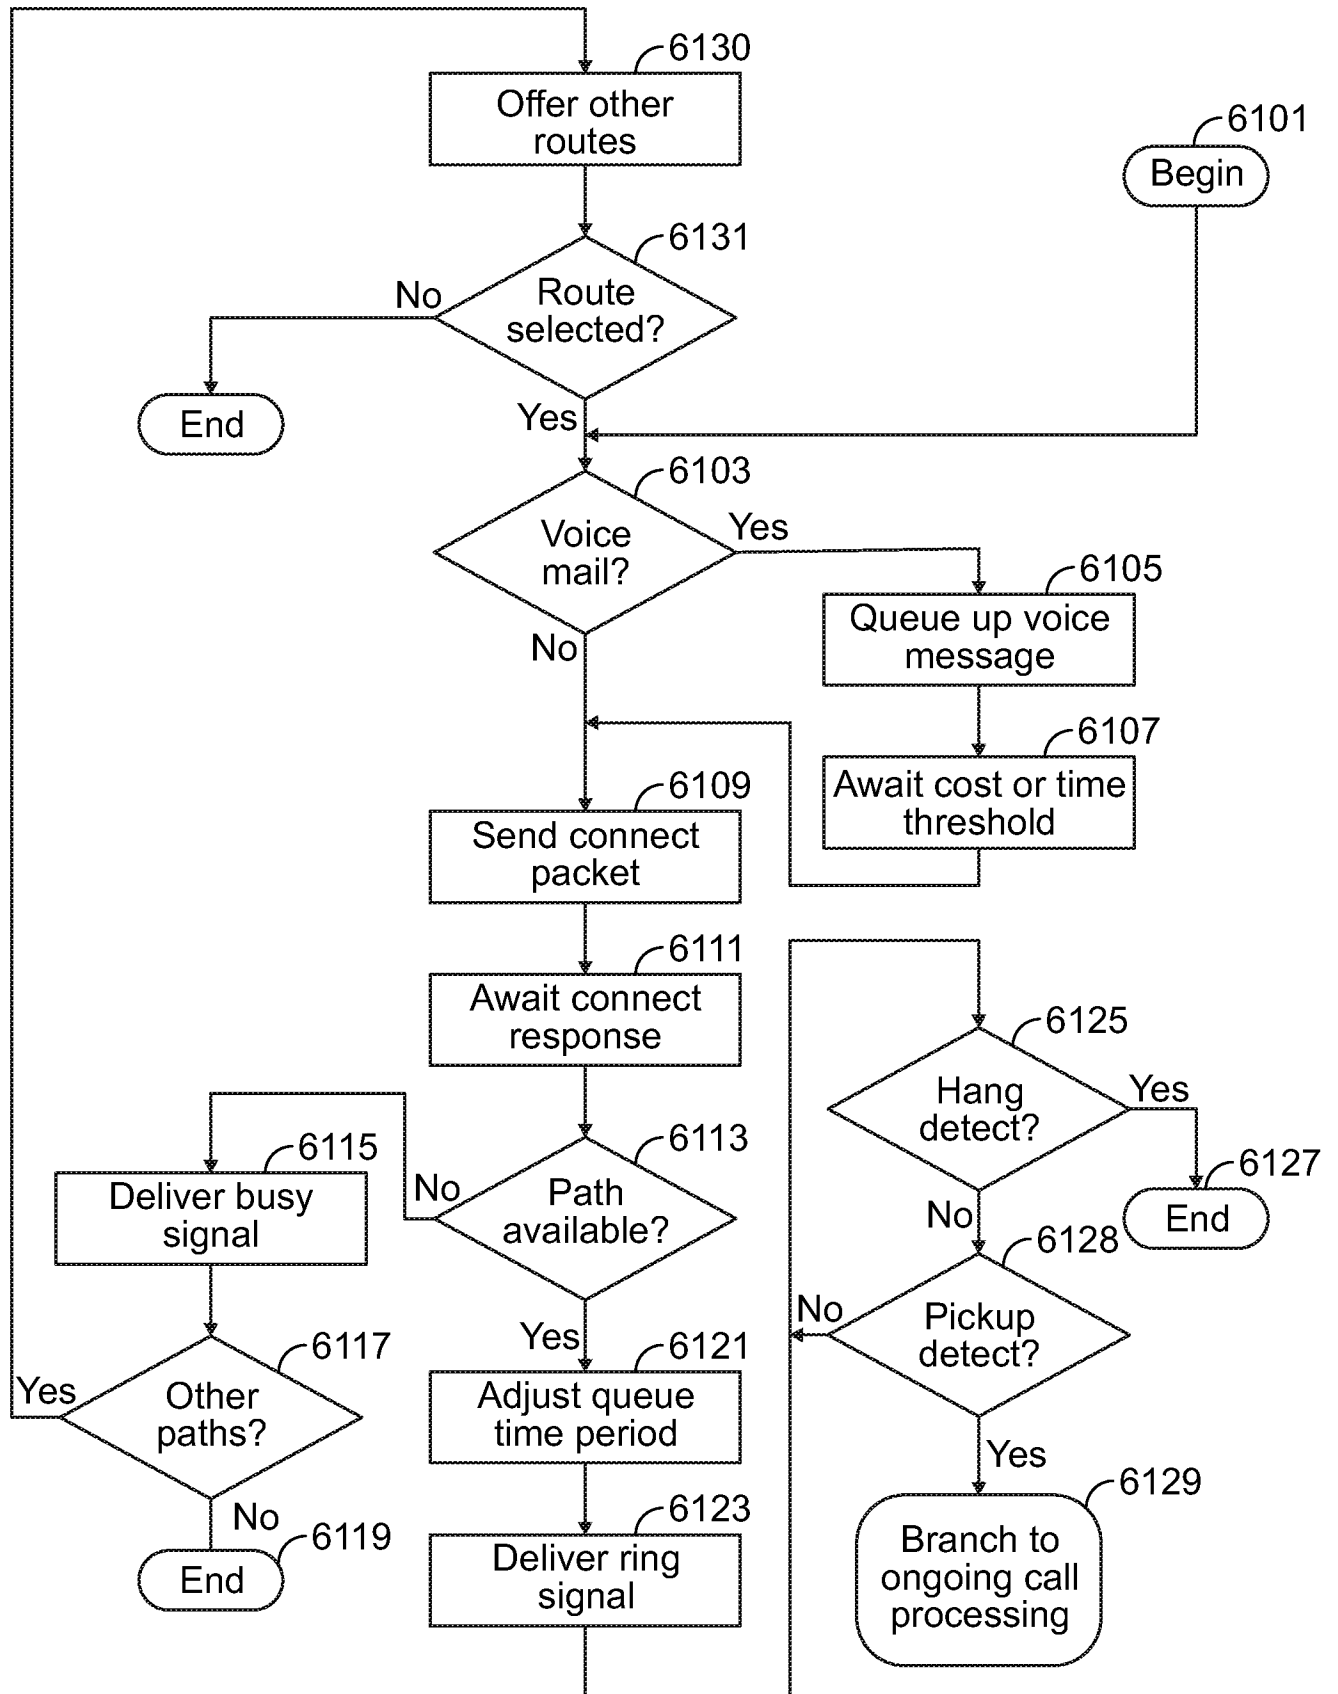 6130
Offer other
routes
6101
Begin
6131
Route
selected?
No
End
Yes
6103
Voice
mail?
Yes
No
6105
Queue up voice
message
6107
Await cost or time
threshold
6109
Send connect
packet
6111
Await connect
response
6113
Path
available?
No
Yes
6115
Deliver busy
signal
6117
Other
paths?
Yes
No
6119
End
6121
Adjust queue
time period
6123
Deliver ring
signal
6125
Hang
detect?
Yes
6127
End
No
6128
Pickup
detect?
No
Yes
6129
Branch to
ongoing call
processing